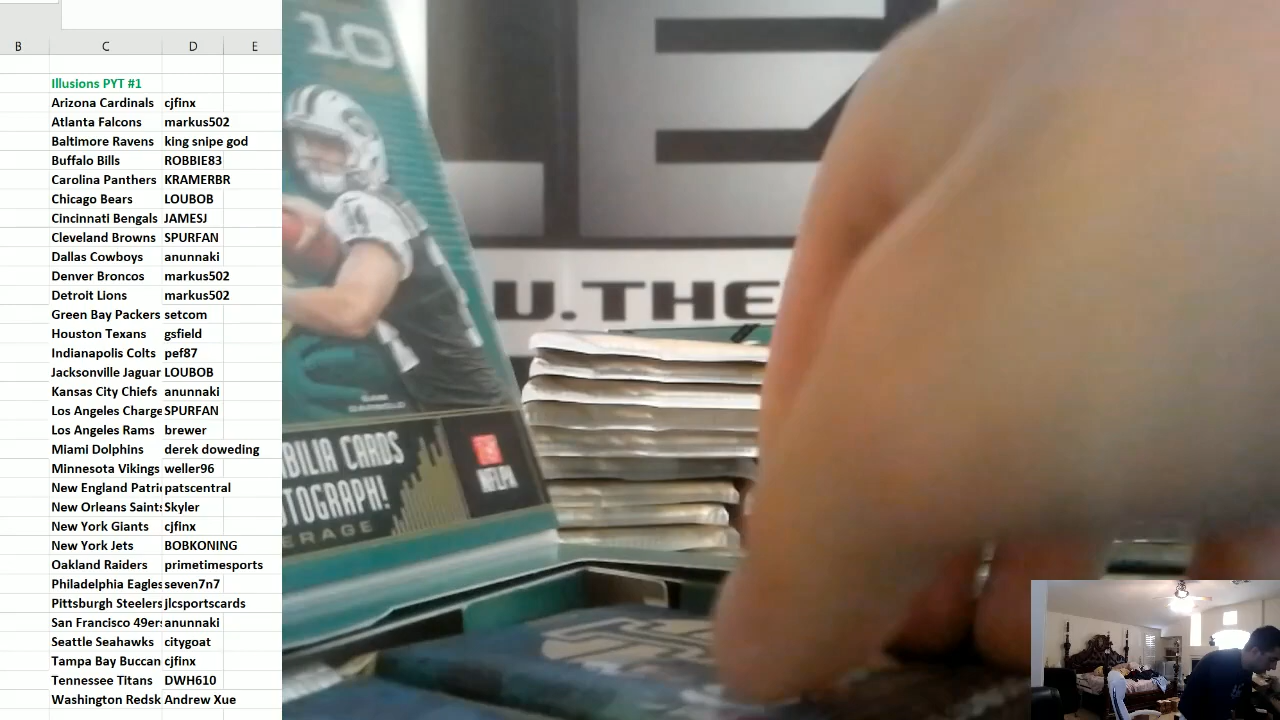 B C D E
Illusions PYT #1
Arizona Cardinals cjfinx
Atlanta Falcons markus502
Baltimore Ravens king snipe god
Buffalo Bills ROBBIE83
Carolina Panthers KRAMERBR
Chicago Bears LOUBOB
Cincinnati Bengals JAMESJ
Cleveland Browns SPURFAN
Dallas Cowboys anunnaki
Denver Broncos markus502
Detroit Lions markus502
Green Bay Packers setcom
Houston Texans gsfield
Indianapolis Colts pef87
Jacksonville Jaguar LOUBOB
Kansas City Chiefs anunnaki
Los Angeles Charge SPURFAN
Los Angeles Rams brewer
Miami Dolphins derek doweding
Minnesota Vikings weller96
New England Patri patscentral
New Orleans Saints Skyler
New York Giants cjfinx
New York Jets BOBKONING
Oakland Raiders primetimesports
Philadelphia Eagles seven7n7
Pittsburgh Steelers jlcsportscards
San Francisco 49er anunnaki
Seattle Seahawks citygoat
Tampa Bay Buccan cjfinx
Tennessee Titans DWH610
Washington Redsk Andrew Xue
10
W.THE
BILIA CARDS
TOGRAPH!
ERAGE
NFLPA